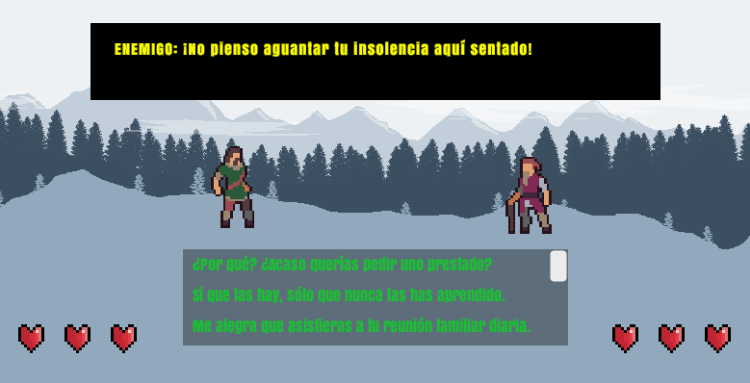 ENEMIGO: ¡No pienso aguantar tu insolencia aquí sentado!
¿Por qué? ¿Acaso querías pedir uno prestado?
Sí que las hay, sólo que nunca las has aprendido.
Me alegra que asistieras a tu reunión familiar diaria.